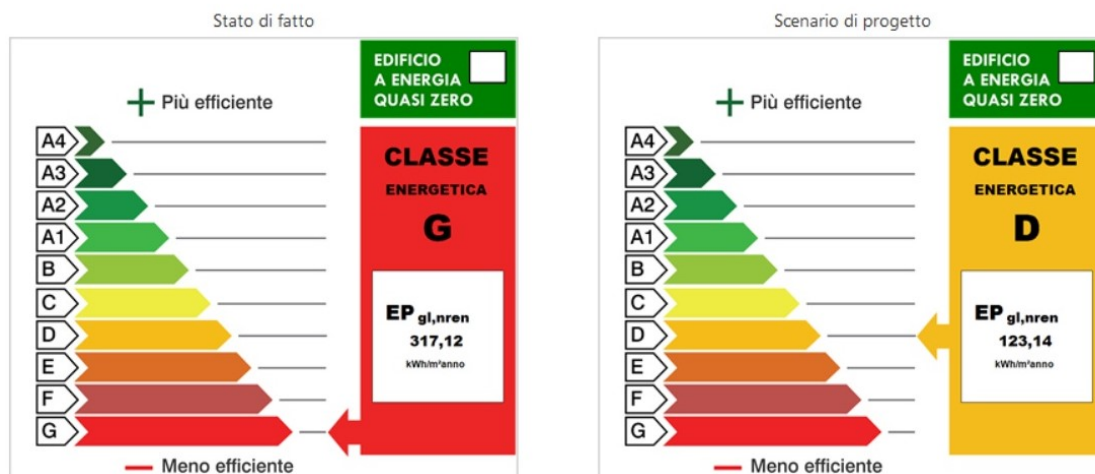 Stato di fatto
EDIFICIO
A ENERGIA
QUASI ZERO
Più efficiente
A4
A3
A2
A1
B
C
D
E
F
G
Meno efficiente
CLASSE
ENERGETICA
G
EP gl,nren
317,12
kWh/m²anno
Scenario di progetto
EDIFICIO
A ENERGIA
QUASI ZERO
Più efficiente
A4
A3
A2
A1
B
C
D
E
F
G
Meno efficiente
CLASSE
ENERGETICA
D
EP gl,nren
123,14
kWh/m²anno